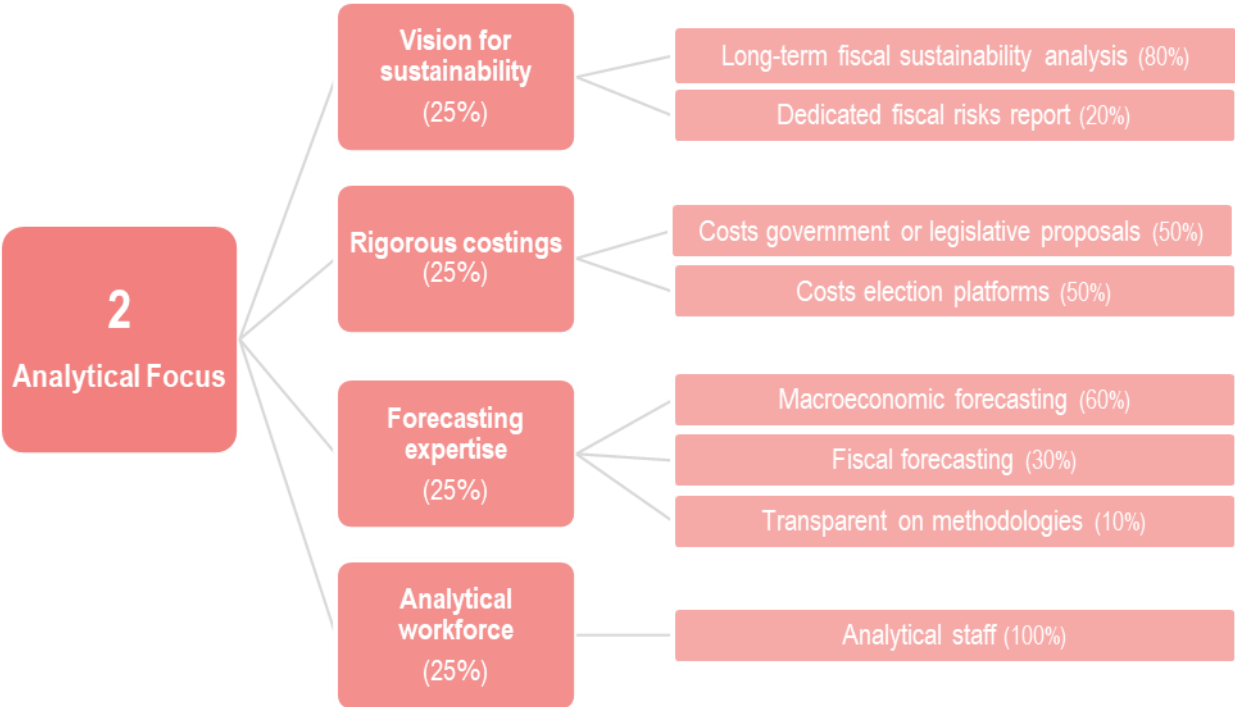 2
Analytical Focus
Vision for
sustainability
(25%)
Long-term fiscal sustainability analysis (80%)
Dedicated fiscal risks report (20%)
Rigorous costings
(25%)
Costs government or legislative proposals (50%)
Costs election platforms (50%)
Forecasting
expertise
(25%)
Macroeconomic forecasting (60%)
Fiscal forecasting (30%)
Transparent on methodologies (10%)
Analytical
workforce
(25%)
Analytical staff (100%)